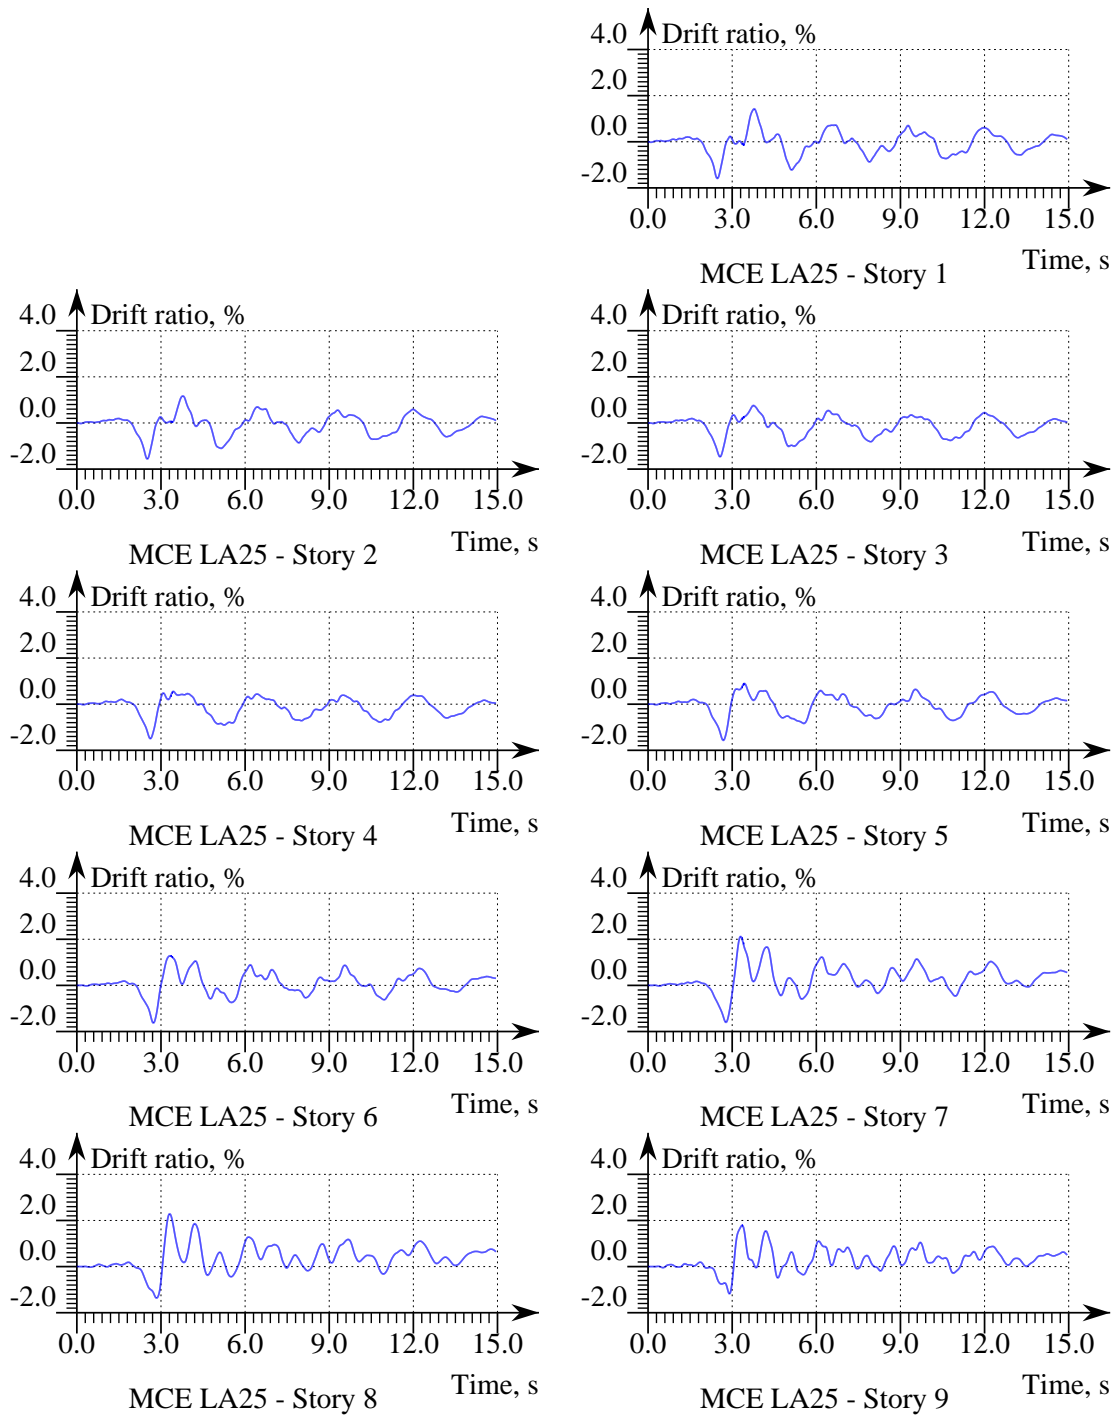 4.0 Drift ratio, %
2.0
0.0
-2.0
0.0 3.0 6.0 9.0 12.0 15.0
Time, s
MCE LA25 - Story 1
4.0 Drift ratio, %
2.0
0.0
-2.0
0.0 3.0 6.0 9.0 12.0 15.0
Time, s
MCE LA25 - Story 2
4.0 Drift ratio, %
2.0
0.0
-2.0
0.0 3.0 6.0 9.0 12.0 15.0
Time, s
MCE LA25 - Story 3
4.0 Drift ratio, %
2.0
0.0
-2.0
0.0 3.0 6.0 9.0 12.0 15.0
Time, s
MCE LA25 - Story 4
4.0 Drift ratio, %
2.0
0.0
-2.0
0.0 3.0 6.0 9.0 12.0 15.0
Time, s
MCE LA25 - Story 5
4.0 Drift ratio, %
2.0
0.0
-2.0
0.0 3.0 6.0 9.0 12.0 15.0
Time, s
MCE LA25 - Story 6
4.0 Drift ratio, %
2.0
0.0
-2.0
0.0 3.0 6.0 9.0 12.0 15.0
Time, s
MCE LA25 - Story 7
4.0 Drift ratio, %
2.0
0.0
-2.0
0.0 3.0 6.0 9.0 12.0 15.0
Time, s
MCE LA25 - Story 8
4.0 Drift ratio, %
2.0
0.0
-2.0
0.0 3.0 6.0 9.0 12.0 15.0
Time, s
MCE LA25 - Story 9